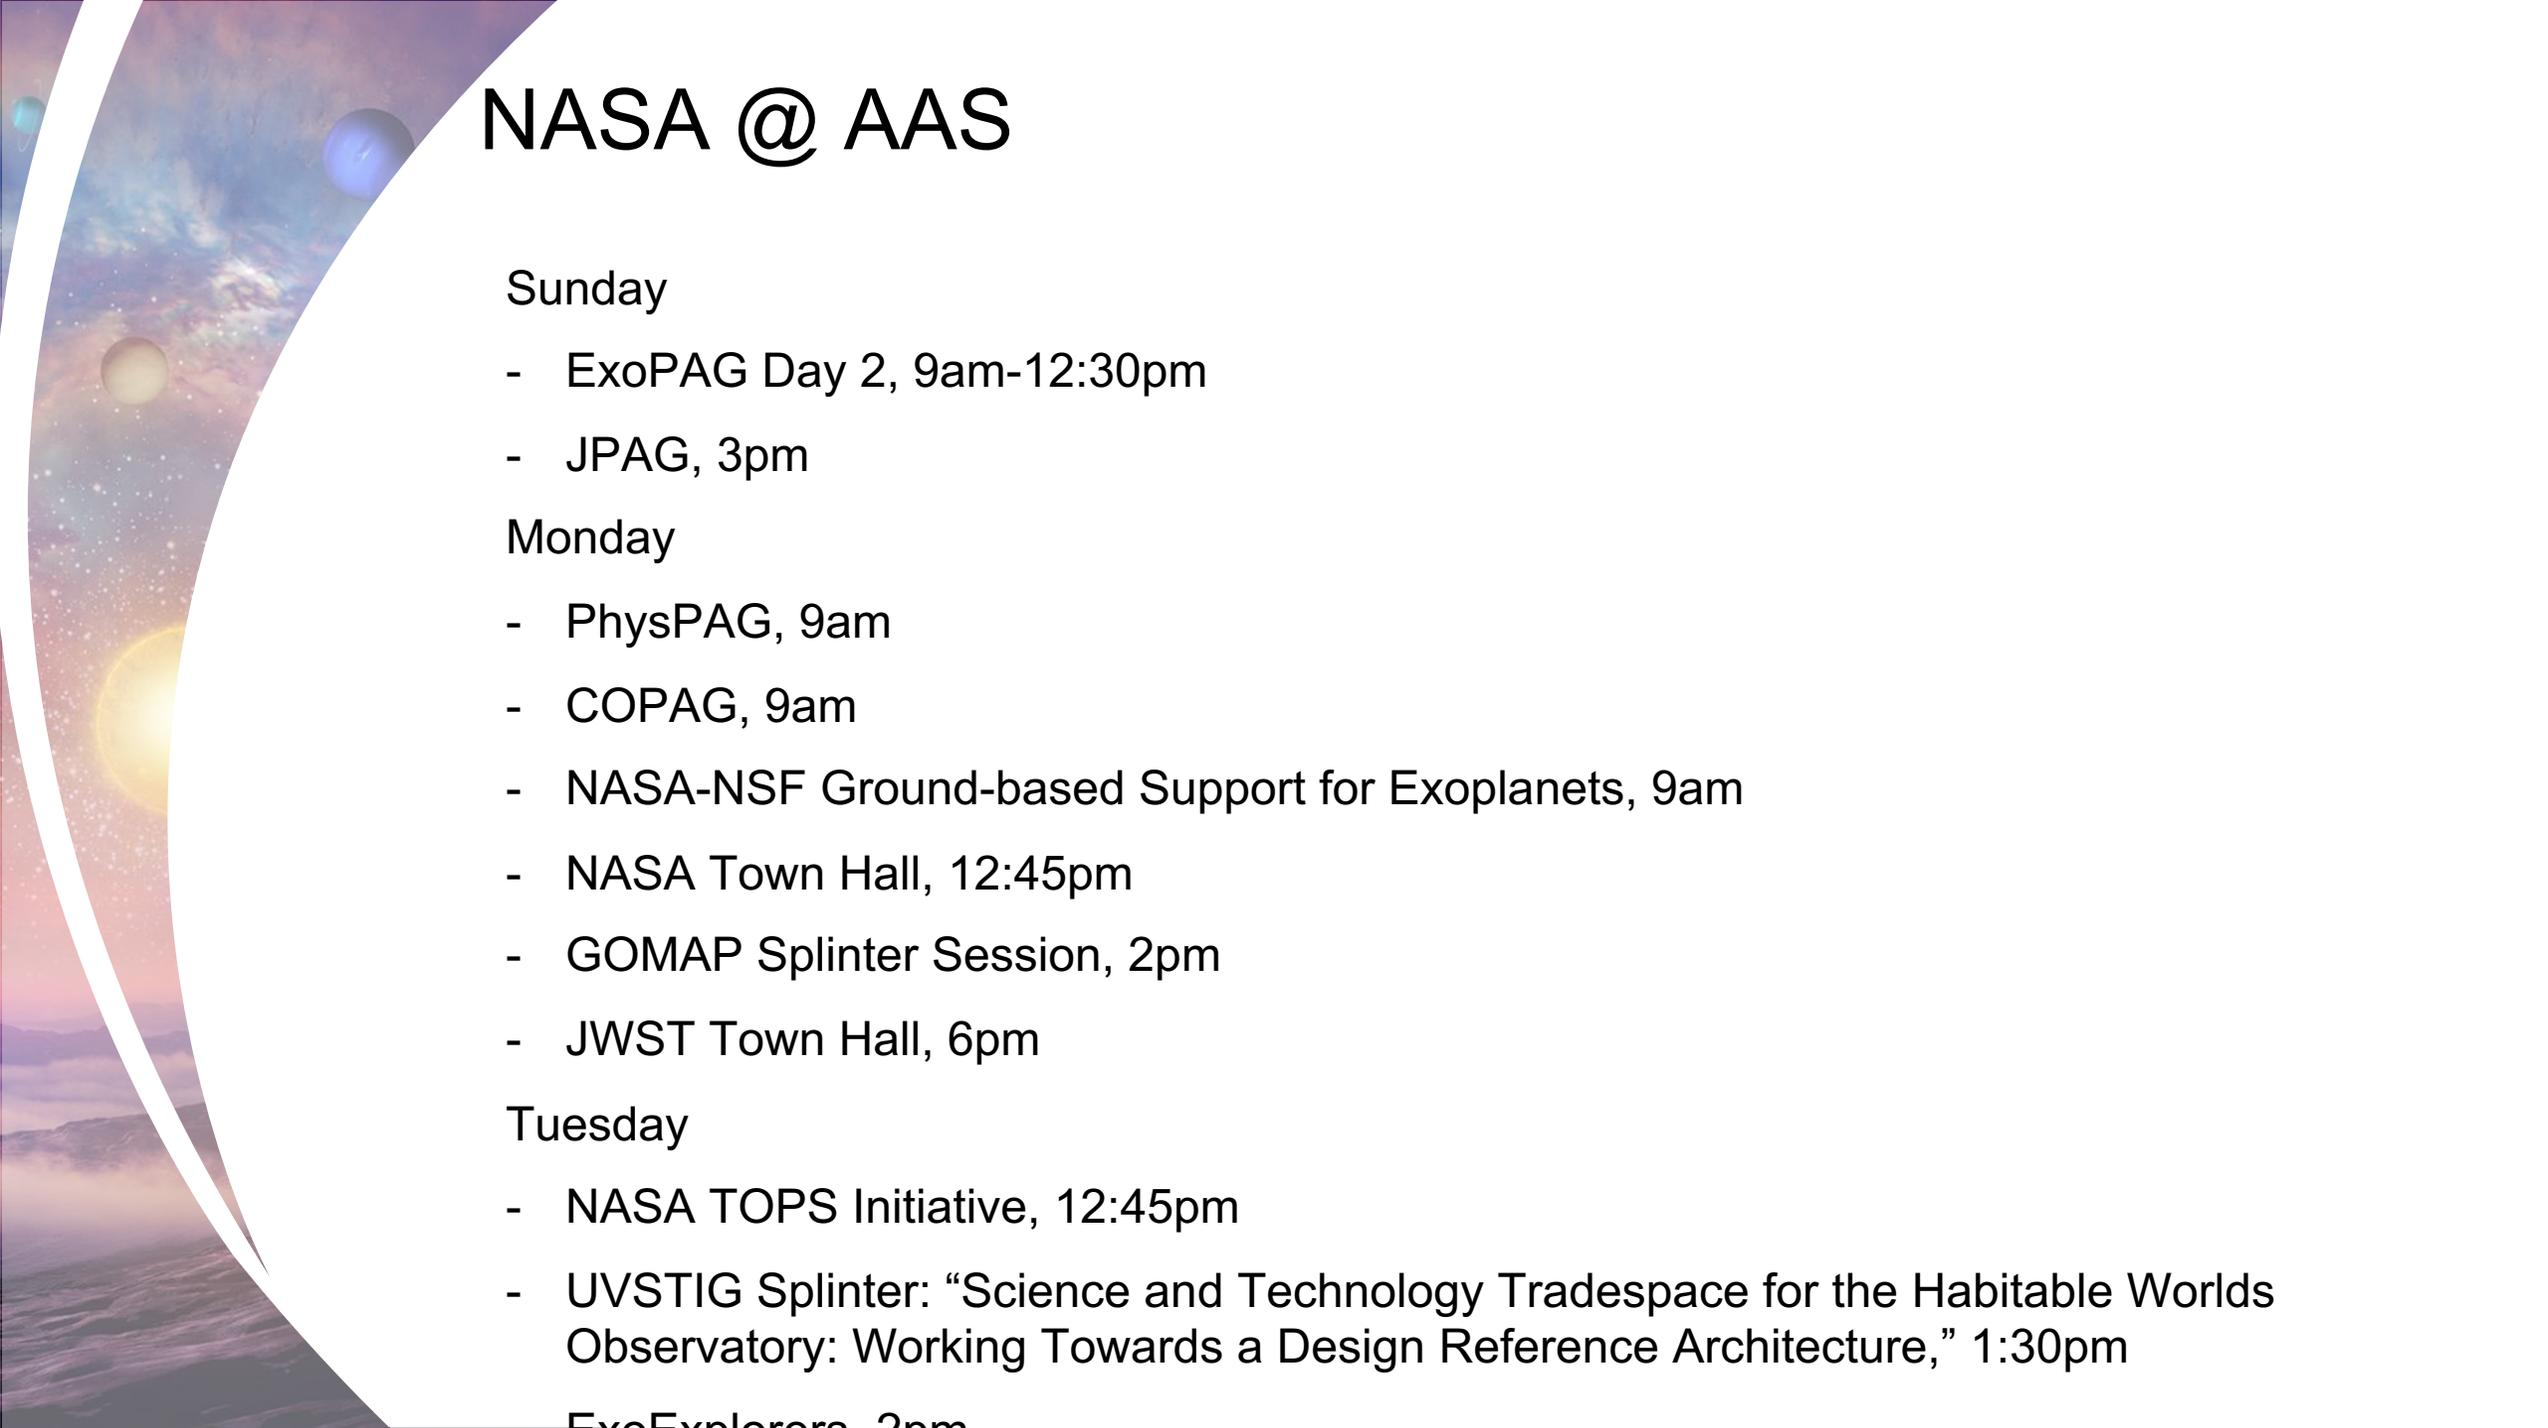 NASA @ AAS
Sunday
- ExoPAG Day 2, 9am-12:30pm
- JPAG, 3pm
Monday
- PhysPAG, 9am
- COPAG, 9am
- NASA-NSF Ground-based Support for Exoplanets, 9am
- NASA Town Hall, 12:45pm
- GOMAP Splinter Session, 2pm
- JWST Town Hall, 6pm
Tuesday
- NASA TOPS Initiative, 12:45pm
- UVSTIG Splinter: “Science and Technology Tradespace for the Habitable Worlds
Observatory: Working Towards a Design Reference Architecture,” 1:30pm
ExoExplorers, 2pm